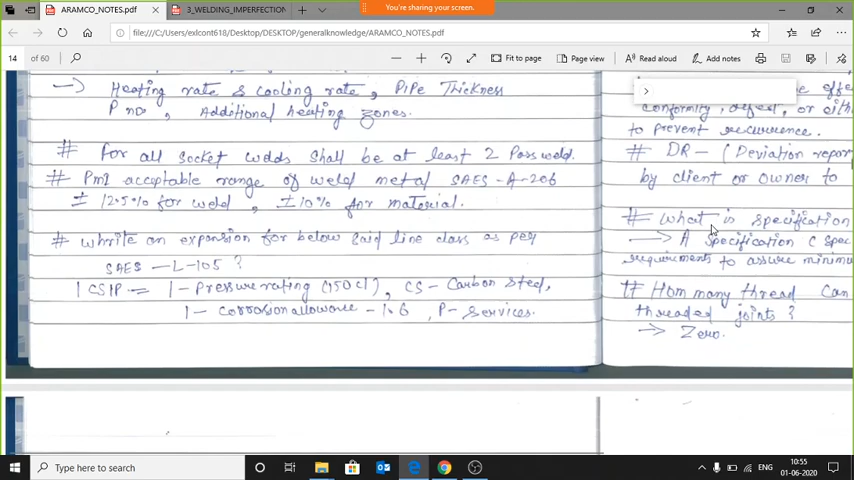 ARAMCO_NOTES.pdf
3_WELDING_IMPERFECTION
You're sharing your screen.
file:///C:/Users/exlcont618/Desktop/DESKTOP/generalknowledge/ARAMCO_NOTES.pdf
14 of 60
Fit to page
Page view
Read aloud
Add notes
→ Heating rate & cooling rate, Pipe Thickness
P no, Additional heating zones.
# For all socket welds shall be at least 2 Pass weld.
# PMI acceptable range of weld metal SAES-A-206
± 12.5% for weld, ±10% for material.
# Whrite an expansion for below said line class as per
SAES - L-105 ?
1 CS1P = 1 - Pressure rating (150 Cl), CS - Carbon steel,
1 - Corrosion allowance - 1.6, P - Services.
to prevent recurrence.
# DR - (Deviation repor
by client or owner to
# What is specification
→ A specification (spec
requirements to assure minimu
# How many thread can
threaded joints ?
→ Zero.
Type here to search
ENG
10:55
01-06-2020